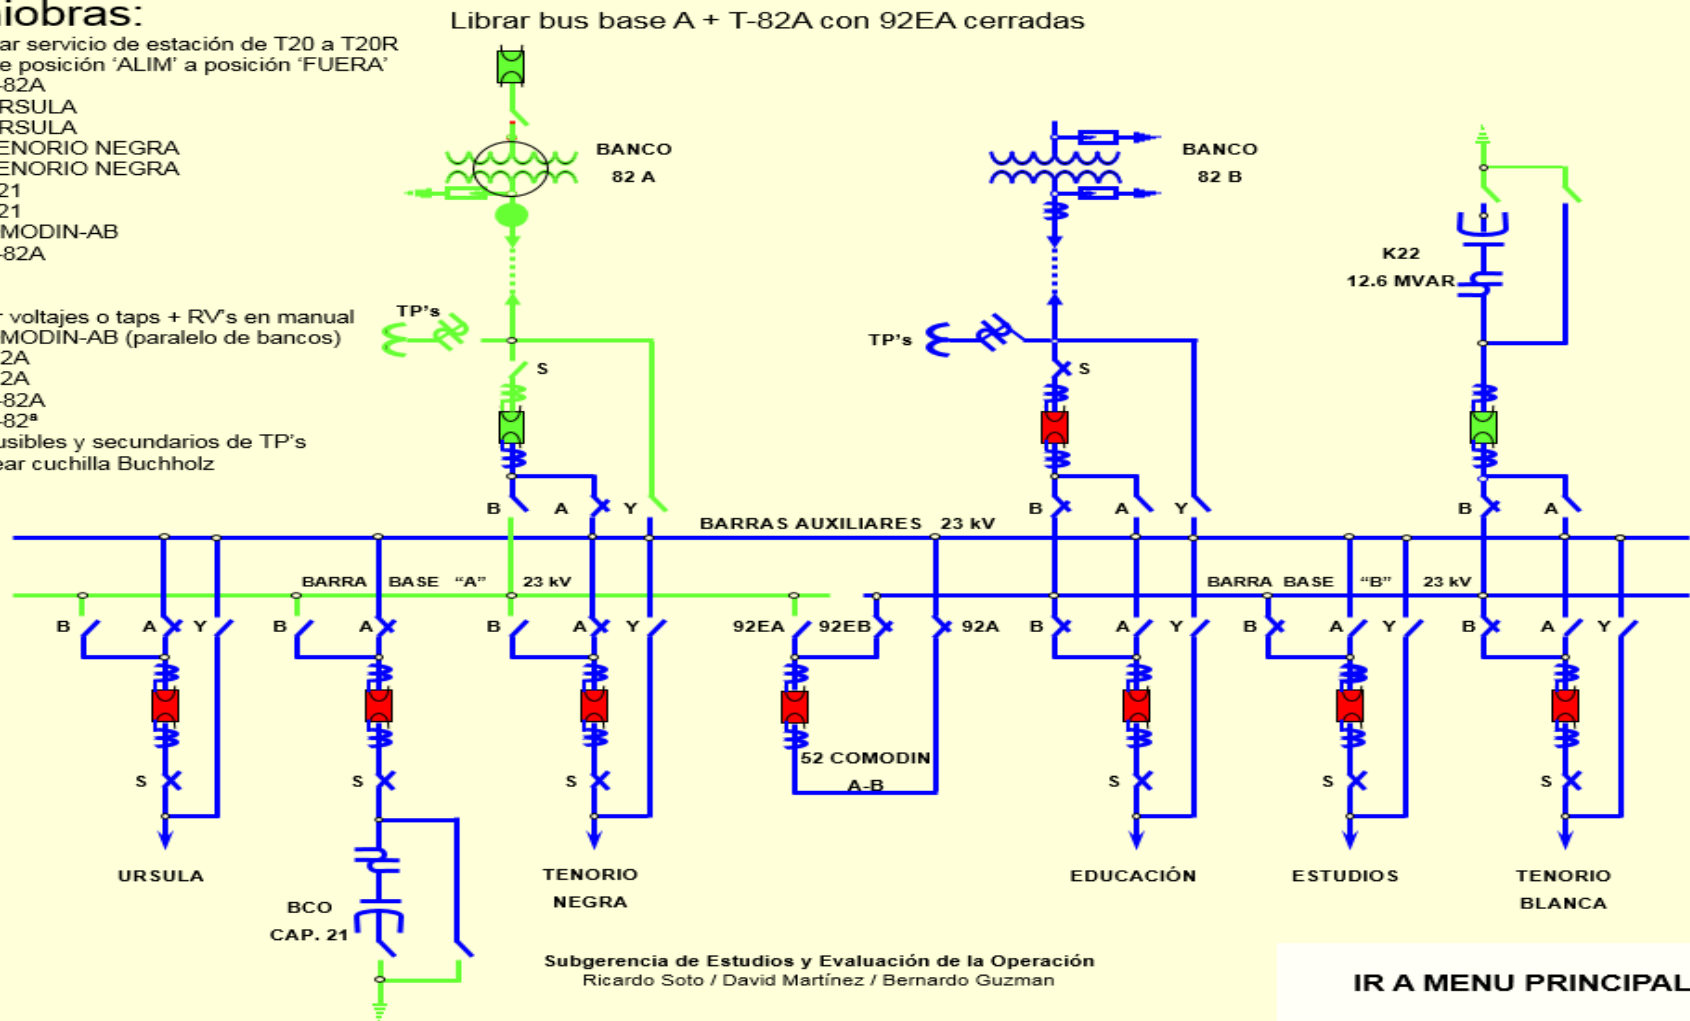 niobras:
Librar bus base A + T-82A con 92EA cerradas
ar servicio de estación de T20 a T20R
e posición ‘ALIM’ a posición ‘FUERA’
-82A
RSULA
RSULA
ENORIO NEGRA
ENORIO NEGRA
21
21
MODIN-AB
-82A
r voltajes o taps + RV's en manual
MODIN-AB (paralelo de bancos)
2A
2A
-82A
-82ª
usibles y secundarios de TP's
ear cuchilla Buchholz
BANCO
82 A
BANCO
82 B
K22
12.6 MVAR
TP's
TP's
S
S
B A Y
B A Y
B A
BARRAS AUXILIARES 23 kV
BARRA BASE “A” 23 kV
BARRA BASE “B” 23 kV
B A Y B A B A Y 92EA 92EB 92A B A Y B A Y B A Y
52 COMODIN
A-B
S S S S S S
URSULA
BCO
CAP. 21
TENORIO
NEGRA
EDUCACIÓN
ESTUDIOS
TENORIO
BLANCA
Subgerencia de Estudios y Evaluación de la Operación
Ricardo Soto / David Martínez / Bernardo Guzman
IR A MENU PRINCIPAL